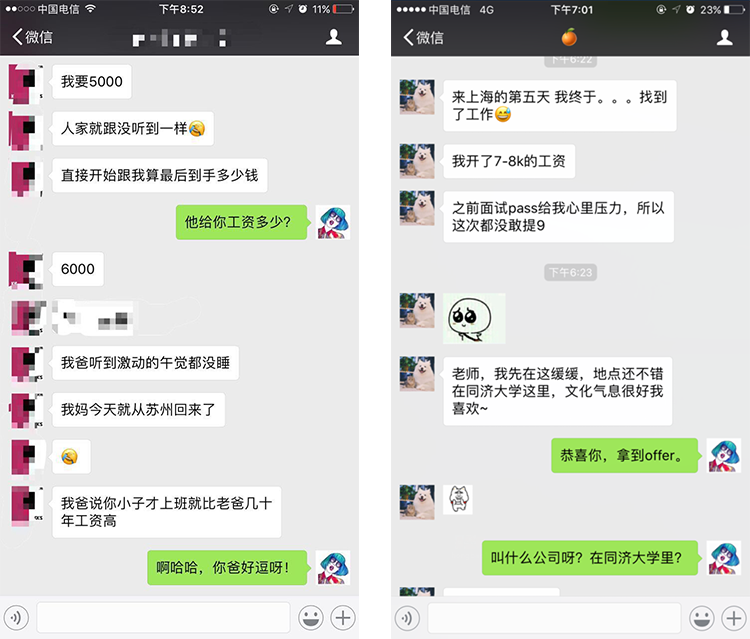 中国电信
下午8:52
11%
微信
我要5000
人家就跟没听到一样
直接开始跟我算最后到手多少钱
他给你工资多少？
6000
我爸听到激动的午觉都没睡
我妈今天就从苏州回来了
我爸说你小子才上班就比老爸几十
年工资高
啊哈哈，你爸好逗呀！
中国电信 4G
下午7:01
23%
微信
下午6:22
来上海的第五天 我终于。。。找到
了工作
我开了7-8k的工资
之前面试pass给我心里压力，所以
这次都没敢提9
下午6:23
老师，我先在这缓缓，地点还不错
在同济大学这里，文化气息很好我
喜欢~
恭喜你，拿到offer。
叫什么公司呀？在同济大学里？